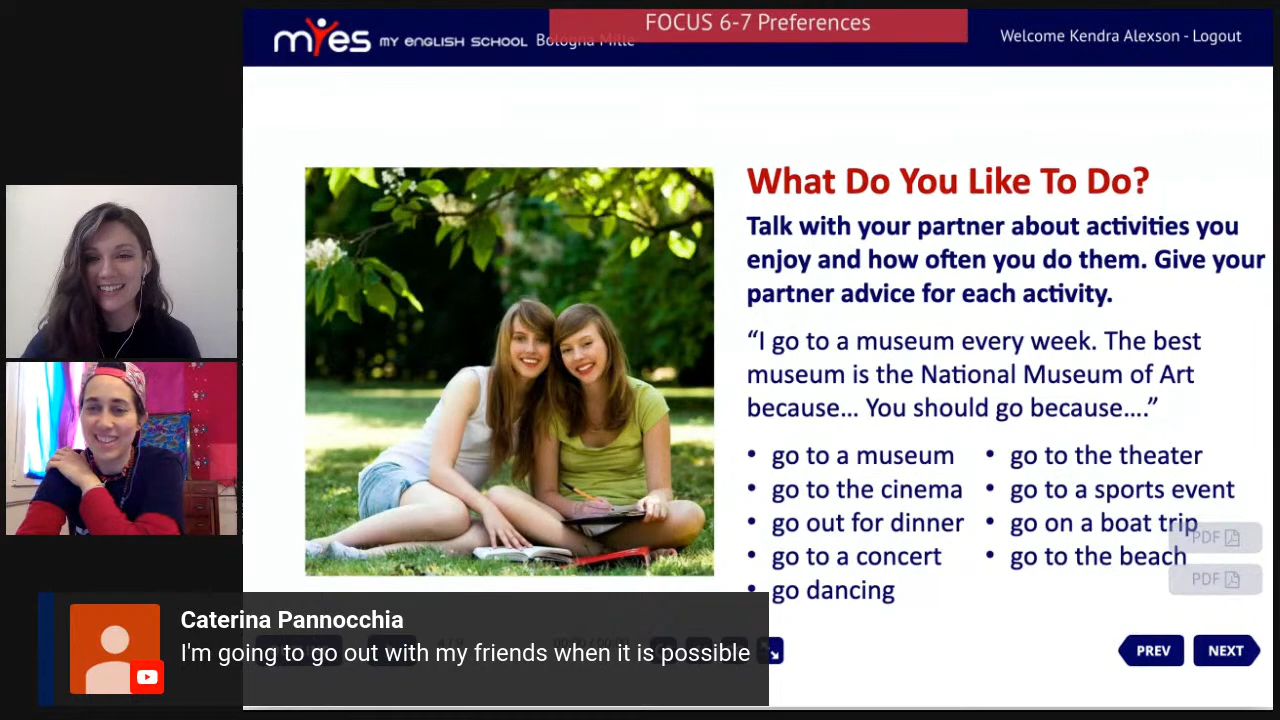 FOCUS 6-7 Preferences
myes MY ENGLISH SCHOOL Bologna Mille
Welcome Kendra Alexson - Logout
What Do You Like To Do?
Talk with your partner about activities you
enjoy and how often you do them. Give your
partner advice for each activity.
“I go to a museum every week. The best
museum is the National Museum of Art
because... You should go because....”
• go to a museum
• go to the cinema
• go out for dinner
• go to a concert
• go dancing
• go to the theater
• go to a sports event
• go on a boat trip
• go to the beach
PDF
PDF
Caterina Pannocchia
I'm going to go out with my friends when it is possible
PREV
NEXT